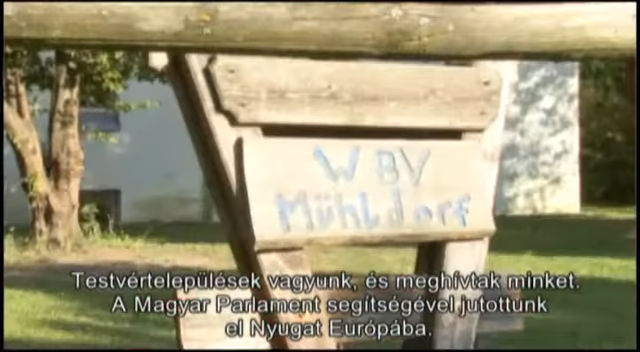 WBV
Mühldorf
Testvértelepülések vagyunk, és meghívtak minket.
A Magyar Parlament segítségével jutottunk
el Nyugat Európába.